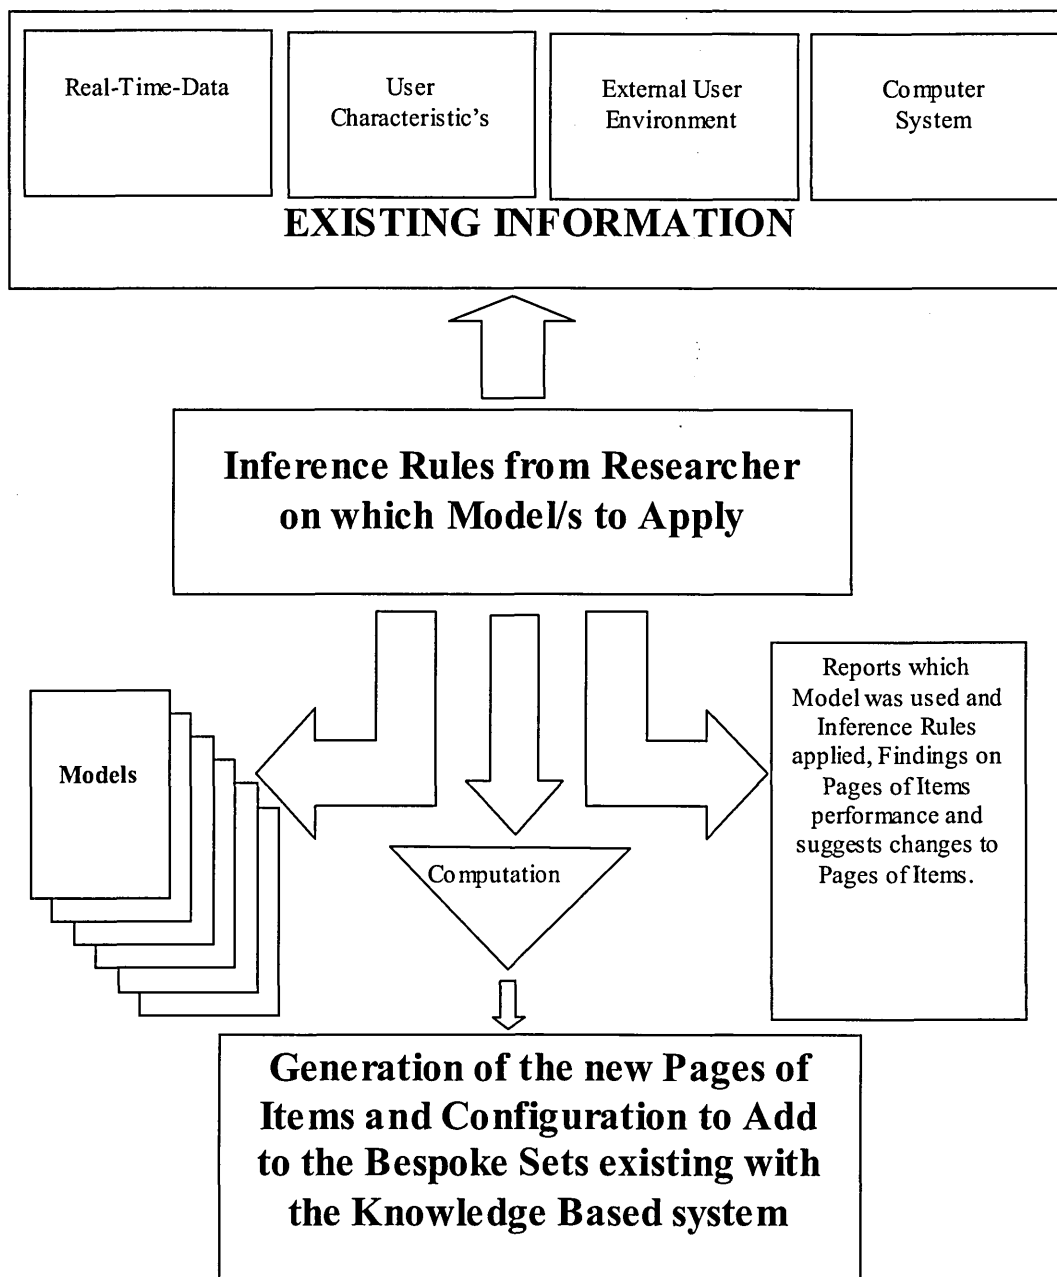 Real-Time-Data
User
Characteristic's
External User
Environment
Computer
System
EXISTING INFORMATION
Inference Rules from Researcher
on which Model/s to Apply
Models
Reports which
Model was used and
Inference Rules
applied, Findings on
Pages of Items
performance and
suggests changes to
Pages of Items.
Computation
Generation of the new Pages of
Items and Configuration to Add
to the Bespoke Sets existing with
the Knowledge Based system